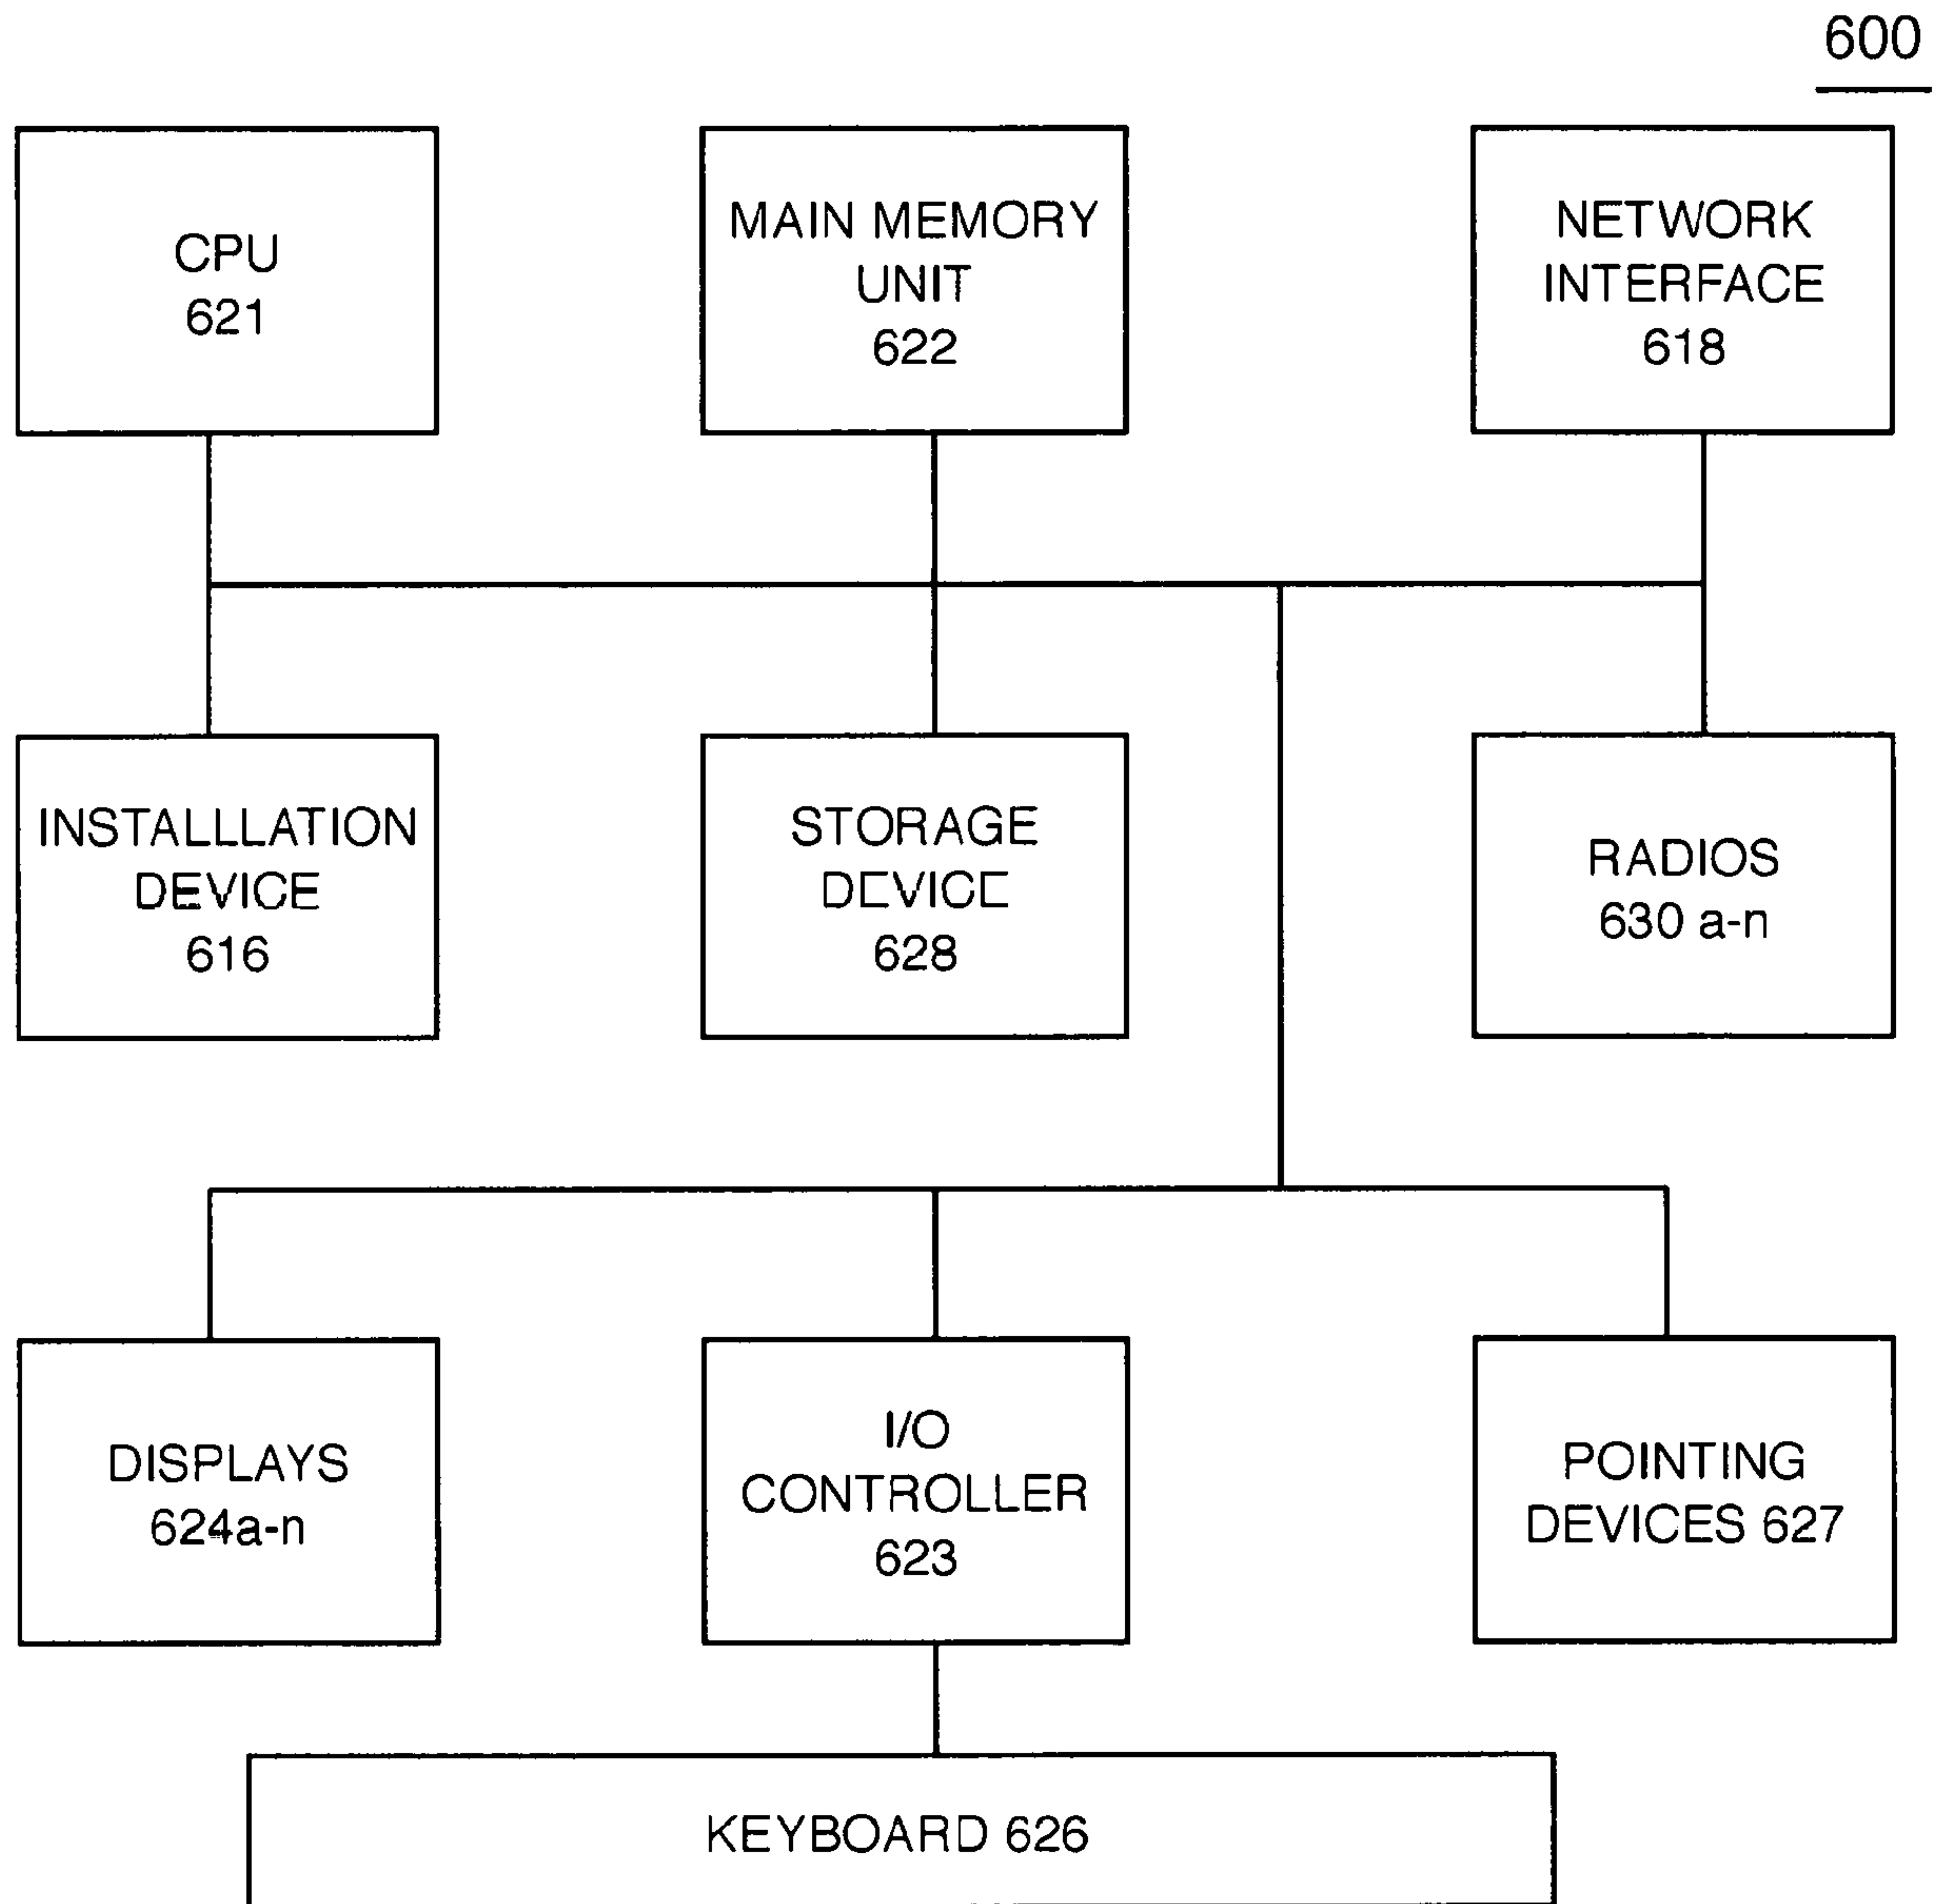 600
CPU
621
MAIN MEMORY
UNIT
622
NETWORK
INTERFACE
618
INSTALLLATION
DEVICE
616
STORAGE
DEVICE
628
RADIOS
630 a-n
DISPLAYS
624a-n
I/O
CONTROLLER
623
POINTING
DEVICES 627
KEYBOARD 626